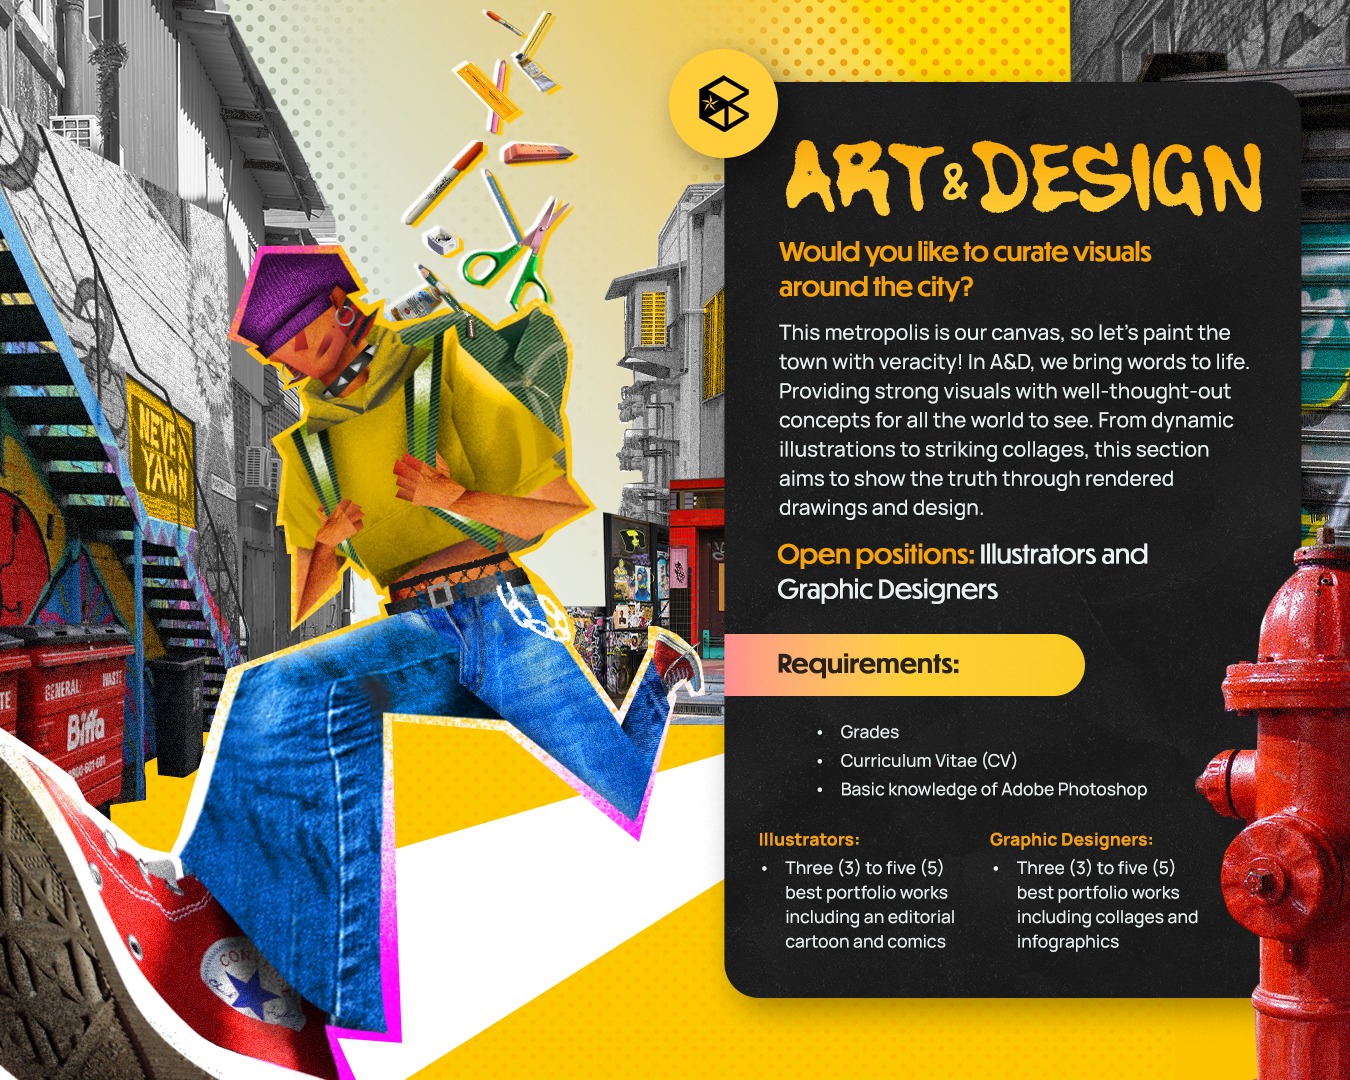 ART & DESIGN
Would you like to curate visuals
around the city?
This metropolis is our canvas, so let's paint the
town with veracity! In A&D, we bring words to life.
Providing strong visuals with well-thought-out
concepts for all the world to see. From dynamic
illustrations to striking collages, this section
aims to show the truth through rendered
drawings and design.
Open positions: Illustrators and
Graphic Designers
Requirements:
• Grades
• Curriculum Vitae (CV)
• Basic knowledge of Adobe Photoshop
Illustrators:
• Three (3) to five (5)
best portfolio works
including an editorial
cartoon and comics
Graphic Designers:
• Three (3) to five (5)
best portfolio works
including collages and
infographics
GENERAL WASTE
Biffa